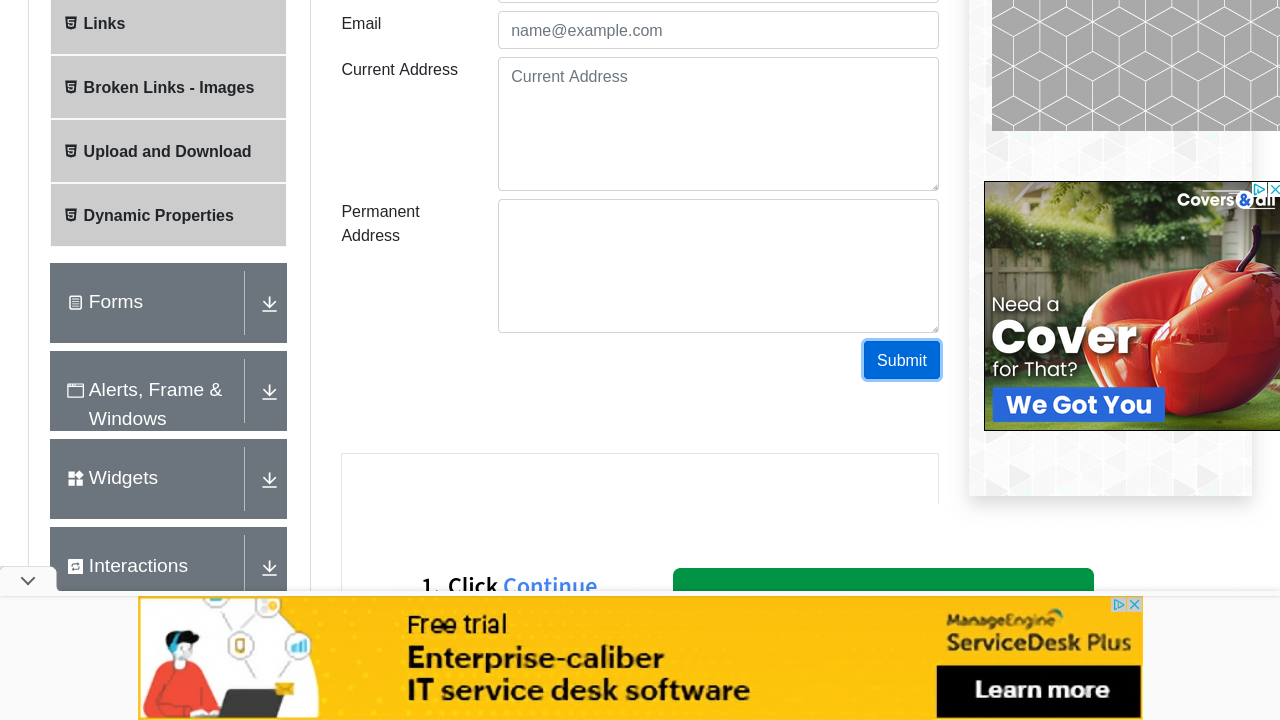 Links
Broken Links - Images
Upload and Download
Dynamic Properties
Forms
Alerts, Frame &
Windows
Widgets
Interactions
Email
name@example.com
Current Address
Current Address
Permanent
Address
Submit
1. Click Continue
Covers & all
Need a
Cover
for That?
We Got You
Free trial
Enterprise-caliber
IT service desk software
ManageEngine
ServiceDesk Plus
Learn more